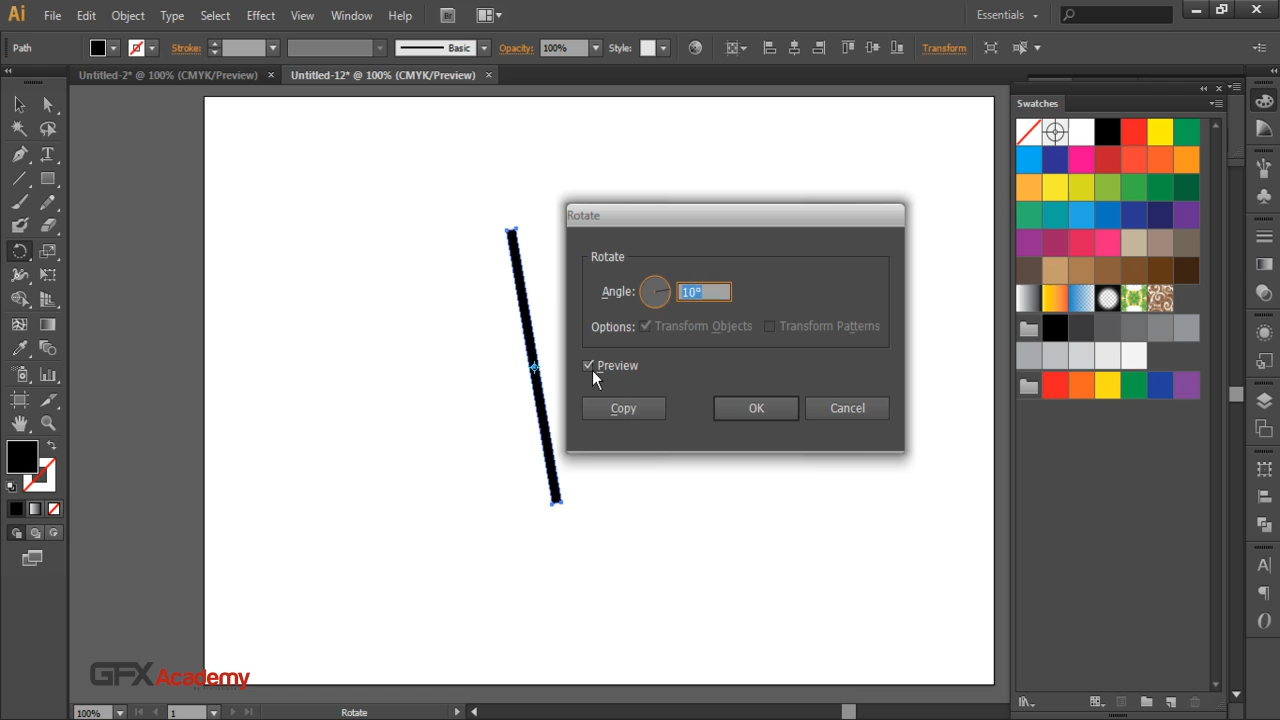 Ai File Edit Object Type Select Effect View Window Help Br Essentials
Path Stroke: Basic Opacity: 100% Style: Transform
Untitled-2* @ 100% (CMYK/Preview) × Untitled-12* @ 100% (CMYK/Preview) ×
Swatches
Rotate
Rotate
Angle: 10°
Options: Transform Objects Transform Patterns
Preview
Copy OK Cancel
GFXAcademy
100% 1 Rotate